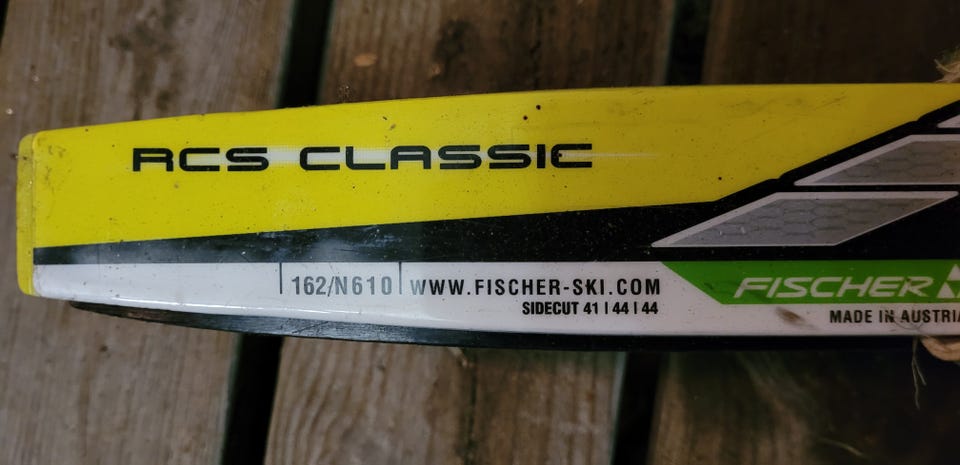 RCS CLASSIC
162/N610 WWW.FISCHER-SKI.COM
SIDECUT 41 | 44 | 44
FISCHER
MADE IN AUSTRIA